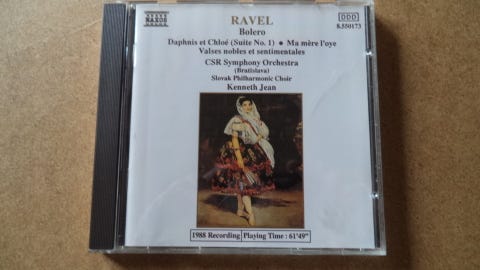 NAXOS
RAVEL
DDD
8.550173
Bolero
Daphnis et Chloé (Suite No. 1) ● Ma mère l'oye
Valses nobles et sentimentales
CSR Symphony Orchestra
(Bratislava)
Slovak Philharmonic Choir
Kenneth Jean
1988 Recording Playing Time : 61'49"